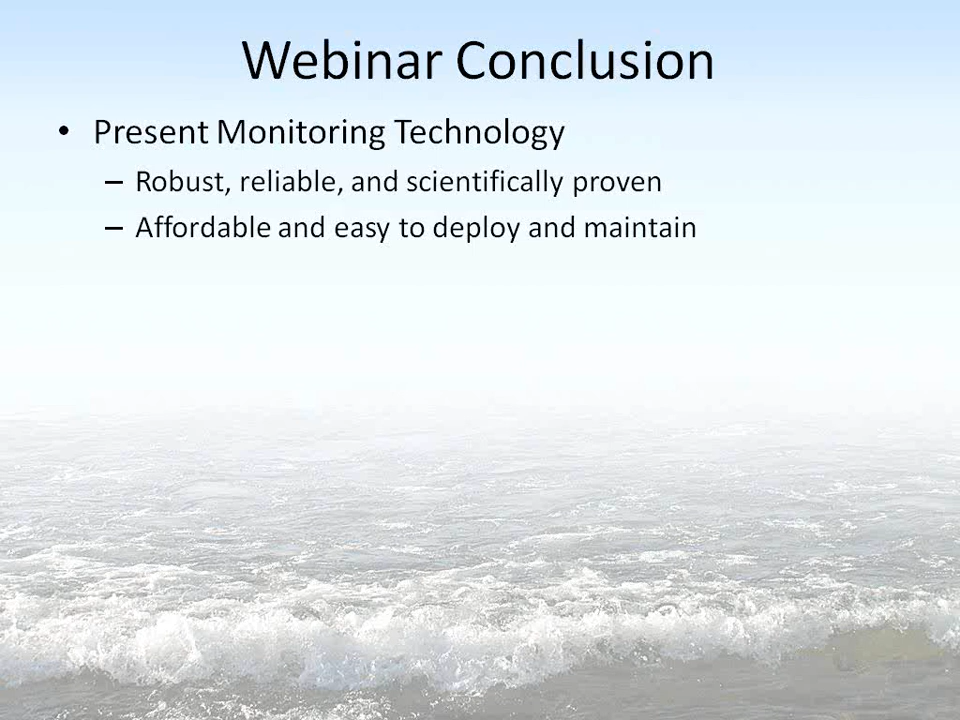 Webinar Conclusion
• Present Monitoring Technology
– Robust, reliable, and scientifically proven
– Affordable and easy to deploy and maintain